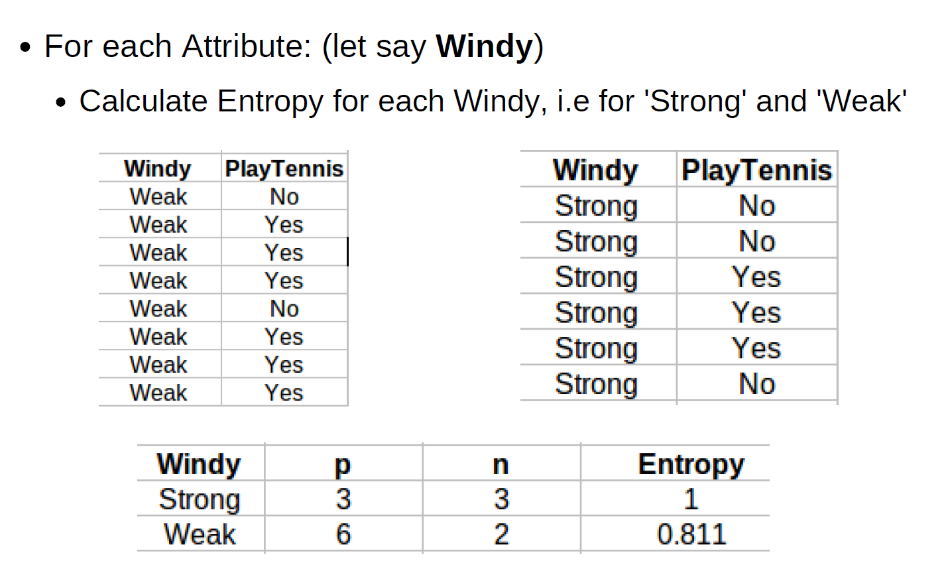 • For each Attribute: (let say Windy)
• Calculate Entropy for each Windy, i.e for 'Strong' and 'Weak'
Windy PlayTennis
Weak No
Weak Yes
Weak Yes
Weak Yes
Weak No
Weak Yes
Weak Yes
Weak Yes
Windy PlayTennis
Strong No
Strong No
Strong Yes
Strong Yes
Strong Yes
Strong No
Windy p n Entropy
Strong 3 3 1
Weak 6 2 0.811